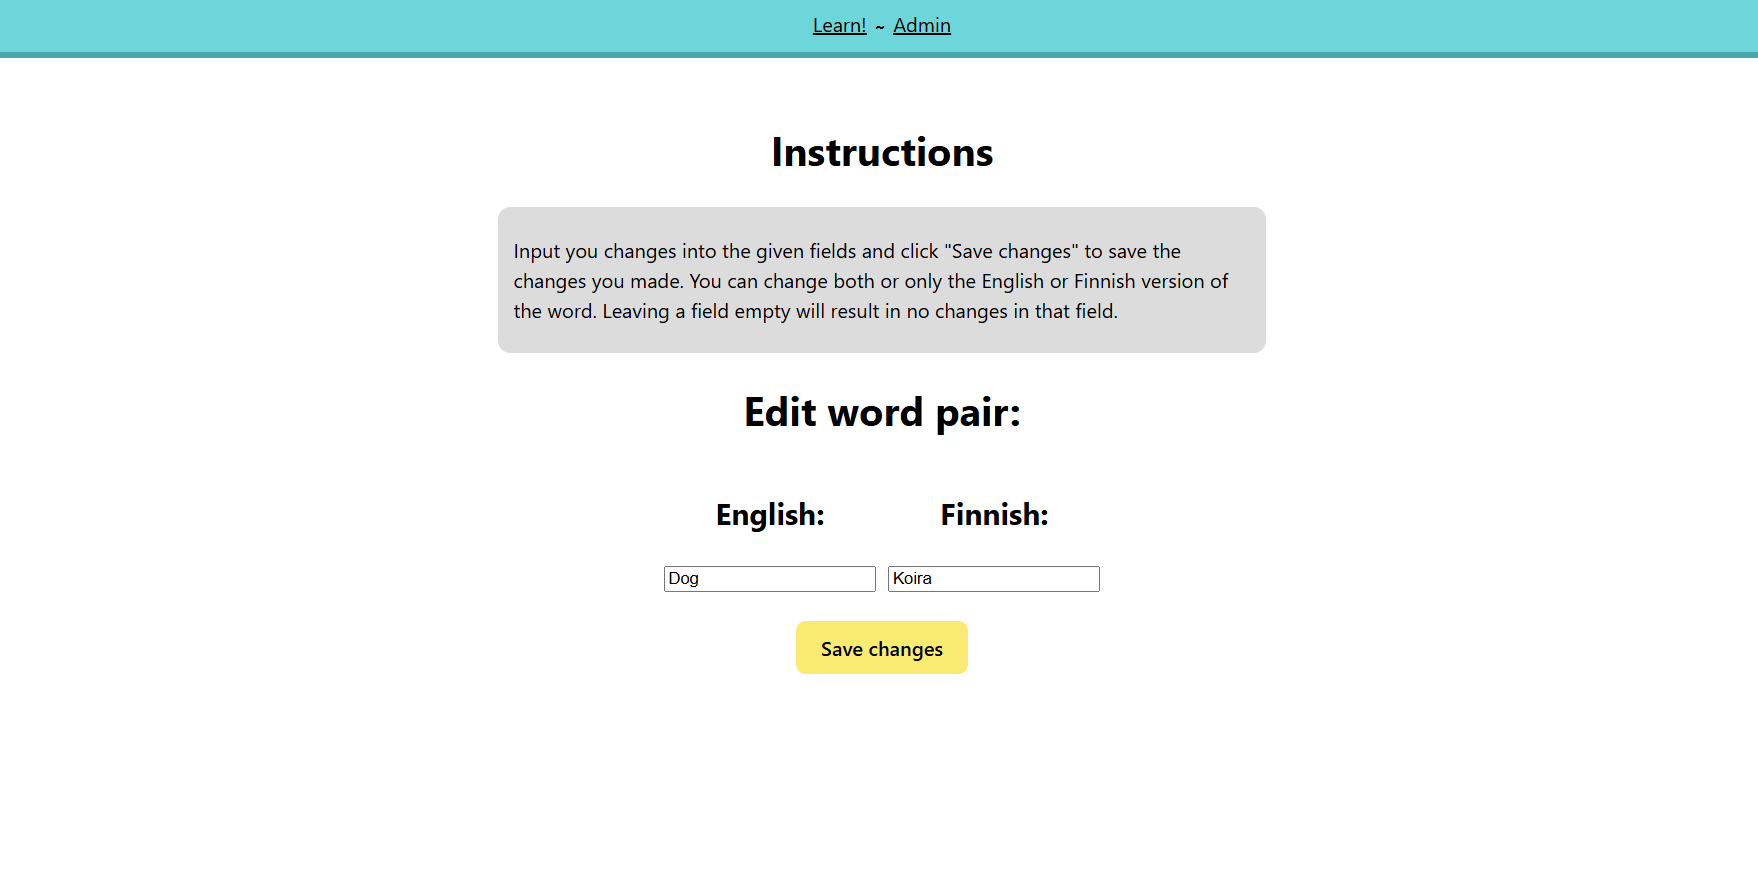 Learn! ~ Admin
Instructions
Input you changes into the given fields and click "Save changes" to save the
changes you made. You can change both or only the English or Finnish version of
the word. Leaving a field empty will result in no changes in that field.
Edit word pair:
English: Finnish:
Dog Koira
Save changes